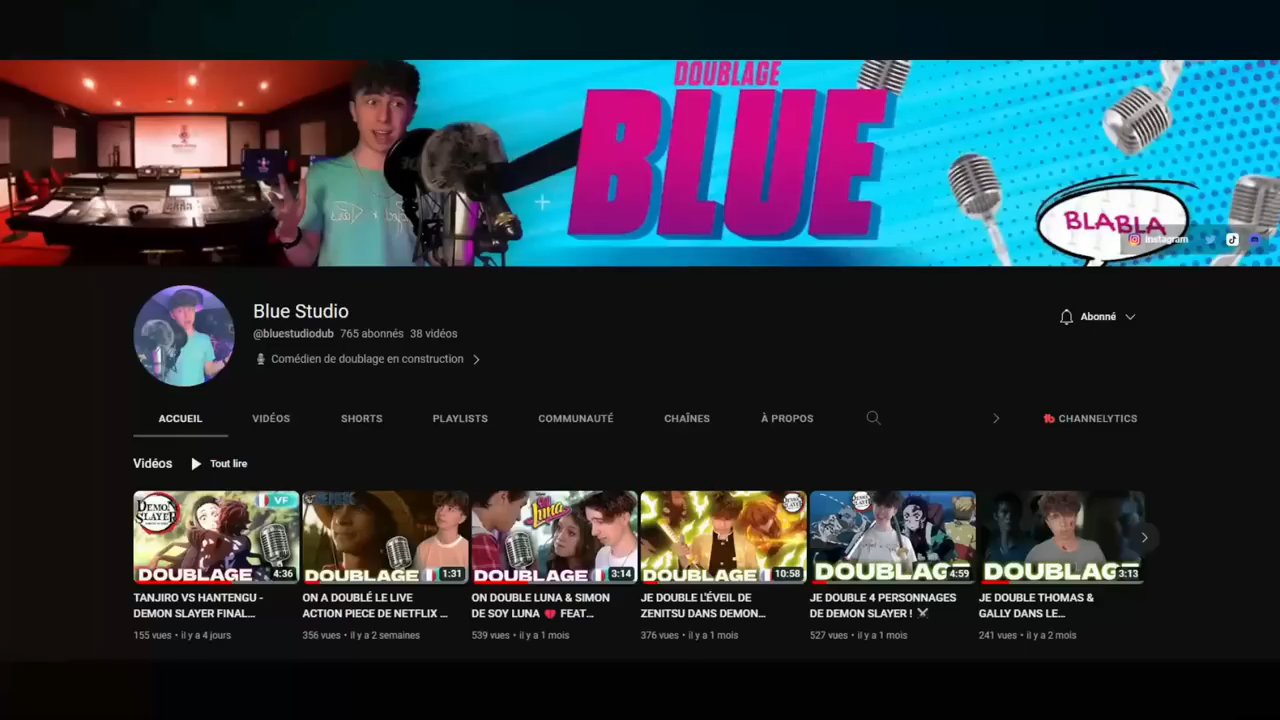 DOUBLAGE
BLUE
BLABLA
Instagram
Blue Studio
@bluestudiodub 765 abonnés 38 vidéos
Comédien de doublage en construction
Abonné
ACCUEIL VIDÉOS SHORTS PLAYLISTS COMMUNAUTÉ CHAÎNES À PROPOS CHANNELYTICS
Vidéos Tout lire
DEMON SLAYER VF
DOUBLAGE 4:36
DOUBLAGE 1:31
Luna
DOUBLAGE 3:14
DOUBLAGE 10:58
DOUBLAGE 4:59
DOUBLAGE 3:13
TANJIRO VS HANTENGU - DEMON SLAYER FINAL...
155 vues • il y a 4 jours
ON A DOUBLÉ LE LIVE ACTION PIECE DE NETFLIX ...
356 vues • il y a 2 semaines
ON DOUBLE LUNA & SIMON DE SOY LUNA 💔 FEAT...
539 vues • il y a 1 mois
JE DOUBLE L'ÉVEIL DE ZENITSU DANS DEMON...
376 vues • il y a 1 mois
JE DOUBLE 4 PERSONNAGES DE DEMON SLAYER ! ⚔
527 vues • il y a 1 mois
JE DOUBLE THOMAS & GALLY DANS LE...
241 vues • il y a 2 mois